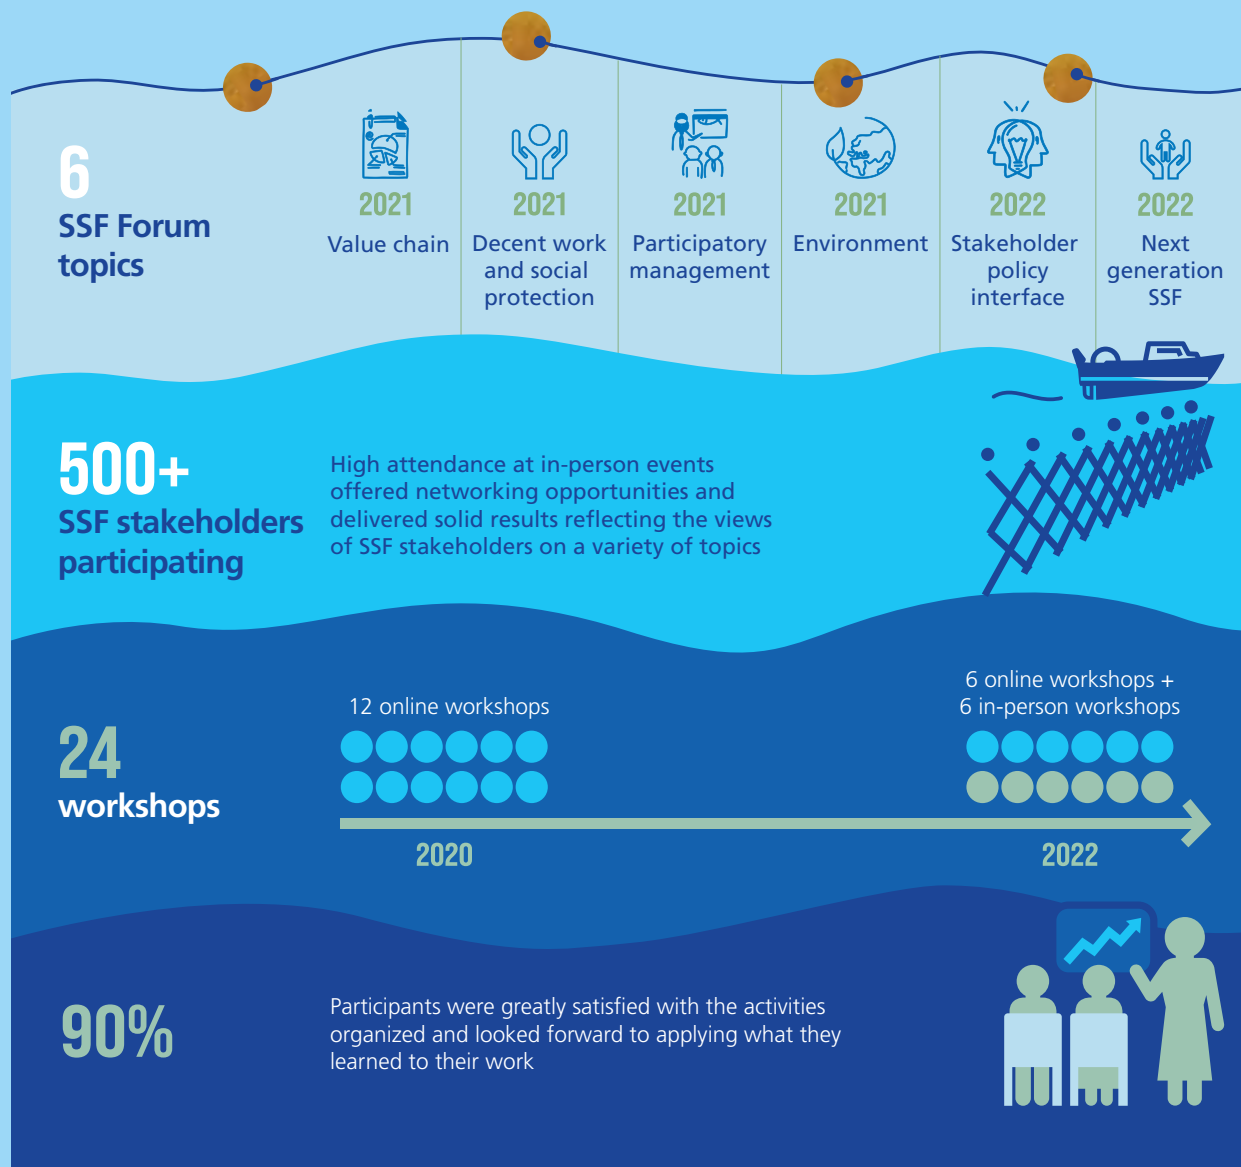 6
SSF Forum
topics
2021
Value chain
2021
Decent work
and social
protection
2021
Participatory
management
2021
Environment
2022
Stakeholder
policy
interface
2022
Next
generation
SSF
500+
SSF stakeholders
participating
High attendance at in-person events
offered networking opportunities and
delivered solid results reflecting the views
of SSF stakeholders on a variety of topics
24
workshops
12 online workshops
2020
6 online workshops +
6 in-person workshops
2022
90%
Participants were greatly satisfied with the activities
organized and looked forward to applying what they
learned to their work